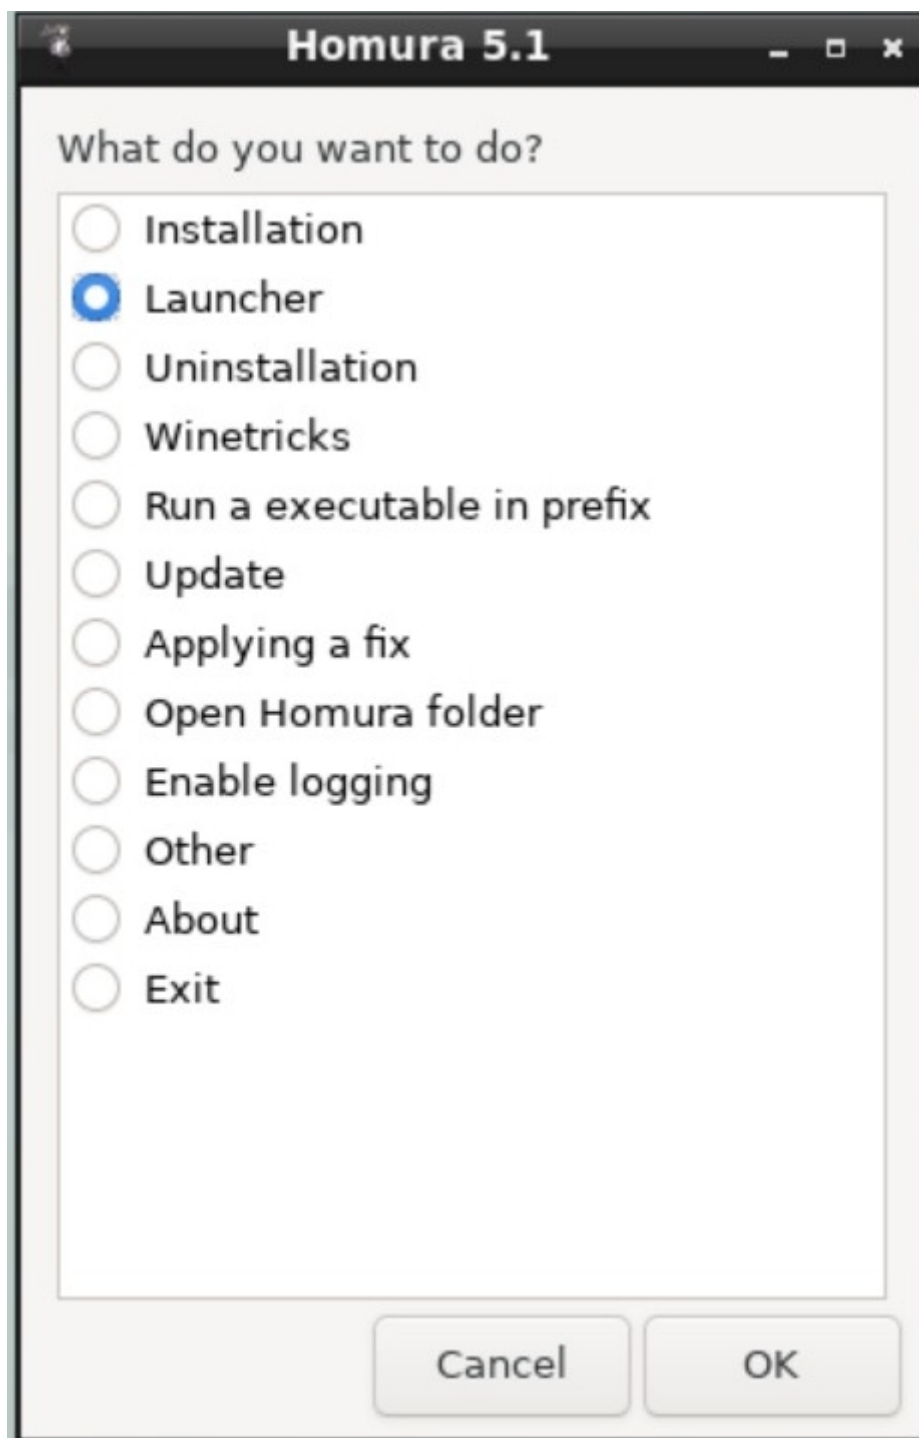 Homura 5.1
What do you want to do?
Installation
Launcher
Uninstallation
Winetricks
Run a executable in prefix
Update
Applying a fix
Open Homura folder
Enable logging
Other
About
Exit
Cancel OK